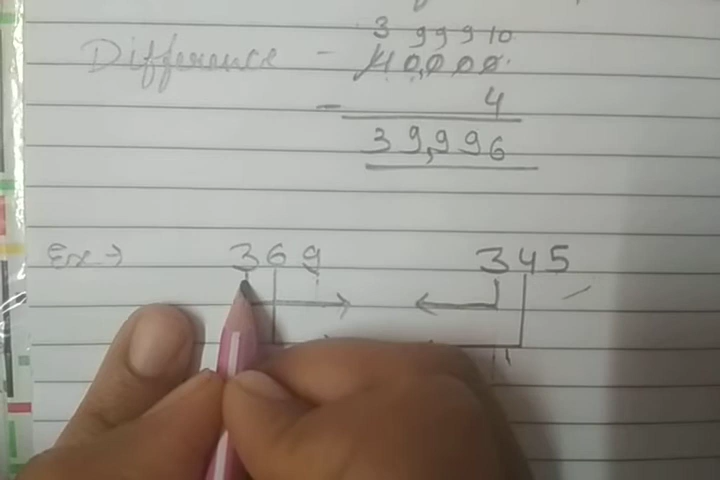 3 9 9 9 10
Difference - 40,000
- 4
39,996
Ex → 369 345